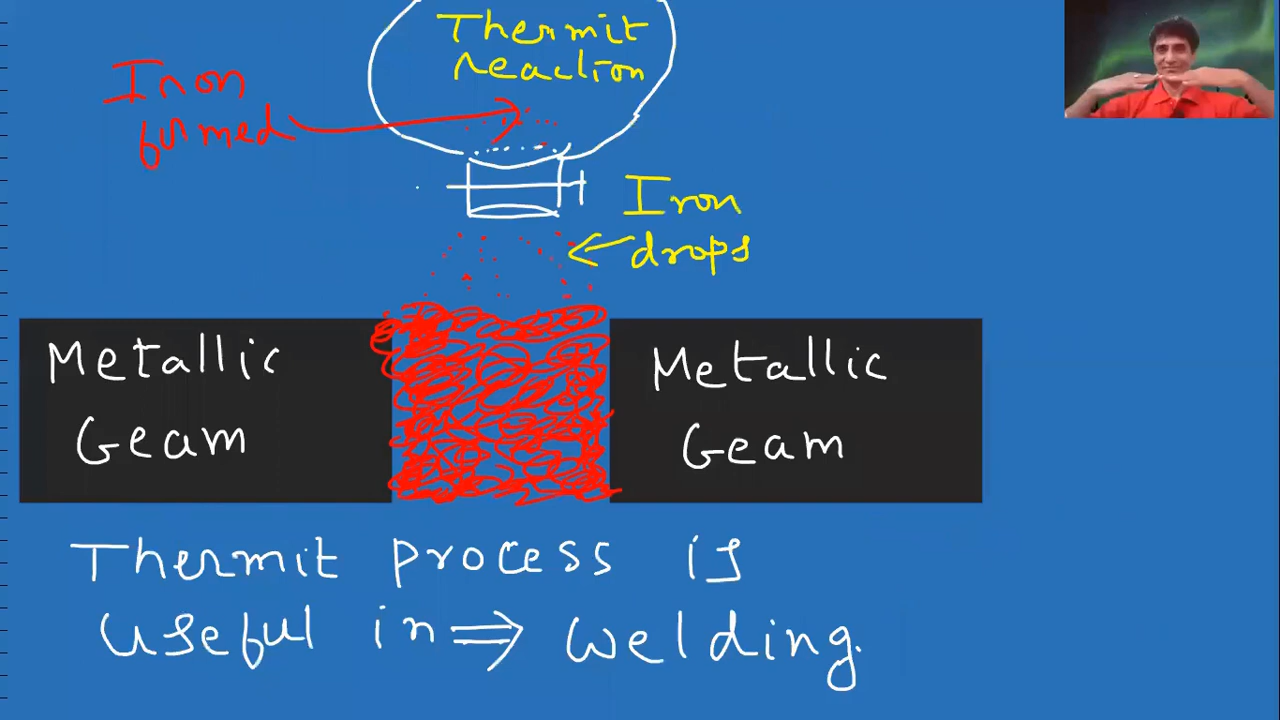 Thermit
reaction
Iron
formed
Iron
drops
Metallic
Geam
Metallic
Geam
Thermit process is
useful in ⇒ welding.